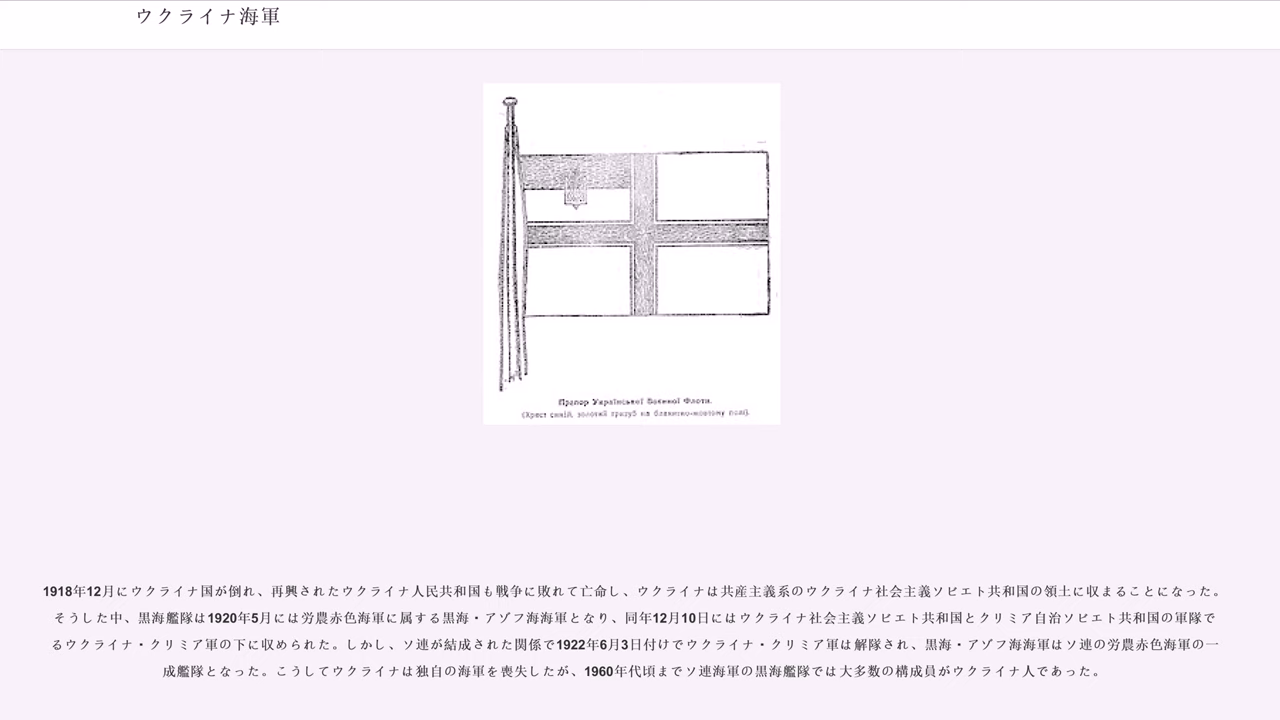 ウクライナ海軍
Прапор Української Воєнної Флоти.
(Хрест синій, золотий тризуб на блакитно-жовтому полі).
1918年12月にウクライナ国が倒れ、再興されたウクライナ人民共和国も戦争に敗れて亡命し、ウクライナは共産主義系のウクライナ社会主義ソビエト共和国の領土に収まることになった。
そうした中、黒海艦隊は1920年5月には労農赤色海軍に属する黒海・アゾフ海海軍となり、同年12月10日にはウクライナ社会主義ソビエト共和国とクリミア自治ソビエト共和国の軍隊で
るウクライナ・クリミア軍の下に収められた。しかし、ソ連が結成された関係で1922年6月3日付けでウクライナ・クリミア軍は解隊され、黒海・アゾフ海海軍はソ連の労農赤色海軍の一
成艦隊となった。こうしてウクライナは独自の海軍を喪失したが、1960年代頃までソ連海軍の黒海艦隊では大多数の構成員がウクライナ人であった。